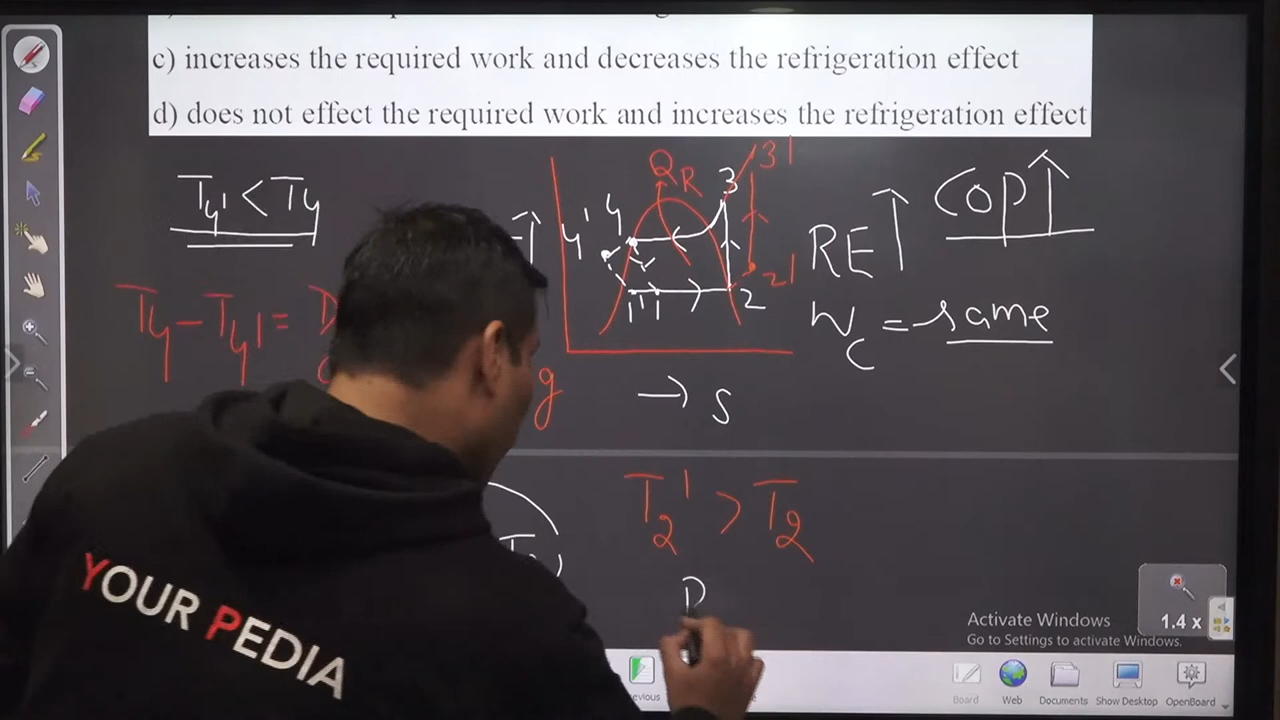 c) increases the required work and decreases the refrigeration effect
d) does not effect the required work and increases the refrigeration effect
T4' < T4
T4 - T4' = D
g
QR
3'
3
4' 4
2'
1' 1
2
→ S
RE ↑
COP ↑
Wc = same
T2' > T2
YOUR PEDIA
Activate Windows
Go to Settings to activate Windows.
1.4 x
Board
Web
Documents
Show Desktop
OpenBoard